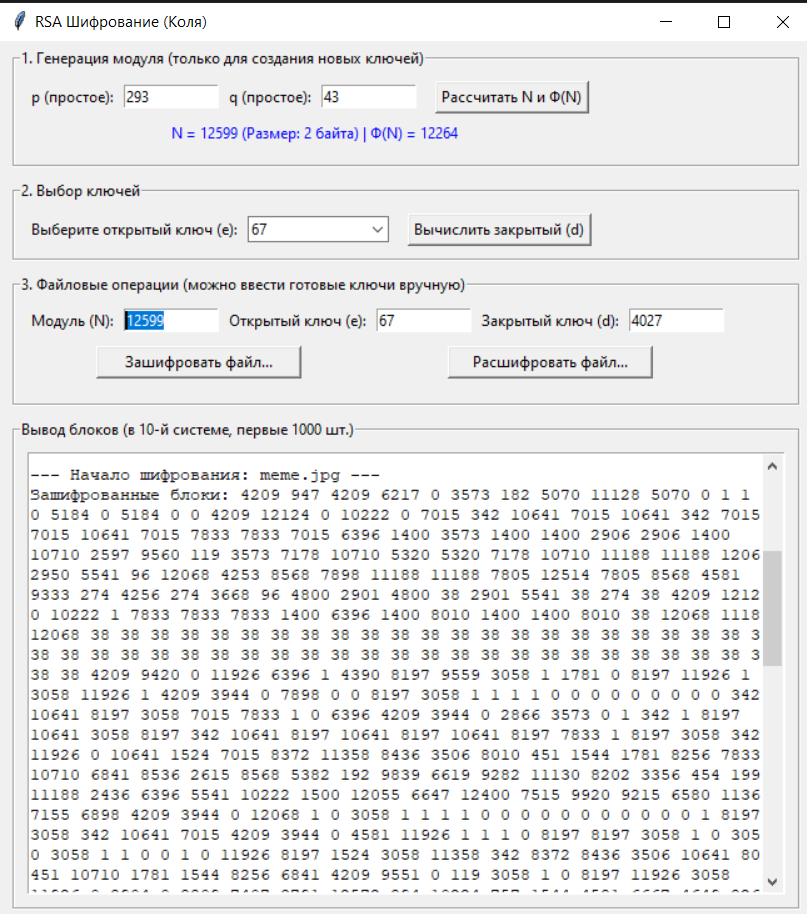 RSA Шифрование (Коля)
1. Генерация модуля (только для создания новых ключей)
p (простое): 293 q (простое): 43 Рассчитать N и Φ(N)
N = 12599 (Размер: 2 байта) | Φ(N) = 12264
2. Выбор ключей
Выберите открытый ключ (e): 67 Вычислить закрытый (d)
3. Файловые операции (можно ввести готовые ключи вручную)
Модуль (N): 12599 Открытый ключ (e): 67 Закрытый ключ (d): 4027
Зашифровать файл... Расшифровать файл...
Вывод блоков (в 10-й системе, первые 1000 шт.)
--- Начало шифрования: meme.jpg ---
Зашифрованные блоки: 4209 947 4209 6217 0 3573 182 5070 11128 5070 0 1 1
0 5184 0 5184 0 0 4209 12124 0 10222 0 7015 342 10641 7015 10641 342 7015
7015 10641 7015 7833 7833 7015 6396 1400 3573 1400 1400 2906 2906 1400
10710 2597 9560 119 3573 7178 10710 5320 5320 7178 10710 11188 11188 1206
2950 5541 96 12068 4253 8568 7898 11188 11188 7805 12514 7805 8568 4581
9333 274 4256 274 3668 96 4800 2901 4800 38 2901 5541 38 274 38 4209 1212
0 10222 1 7833 7833 7833 1400 6396 1400 8010 1400 1400 8010 38 12068 1118
12068 38 38 38 38 38 38 38 38 38 38 38 38 38 38 38 38 38 38 38 38 38 3
38 38 38 38 38 38 38 38 38 38 38 38 38 38 38 38 38 38 38 38 38 38 38 38 3
38 38 4209 9420 0 11926 6396 1 4390 8197 9559 3058 1 1781 0 8197 11926 1
3058 11926 1 4209 3944 0 7898 0 0 8197 3058 1 1 1 1 0 0 0 0 0 0 0 0 0 342
10641 8197 3058 7015 7833 1 0 6396 4209 3944 0 2866 3573 0 1 342 1 8197
10641 3058 8197 342 10641 8197 10641 8197 10641 8197 7833 1 8197 3058 342
11926 0 10641 1524 7015 8372 11358 8436 3506 8010 451 1544 1781 8256 7833
10710 6841 8536 2615 8568 5382 192 9839 6619 9282 11130 8202 3356 454 199
11188 2436 6396 5541 10222 1500 12055 6647 12400 7515 9920 9215 6580 1136
7155 6898 4209 3944 0 12068 1 0 3058 1 1 1 1 0 0 0 0 0 0 0 0 0 0 0 1 8197
3058 342 10641 7015 4209 3944 0 4581 11926 1 1 1 0 8197 8197 3058 1 0 305
0 3058 1 1 0 0 1 0 11926 8197 1524 3058 11358 342 8372 8436 3506 10641 80
451 10710 1781 1544 8256 6841 4209 9551 0 119 3058 1 0 8197 11926 3058